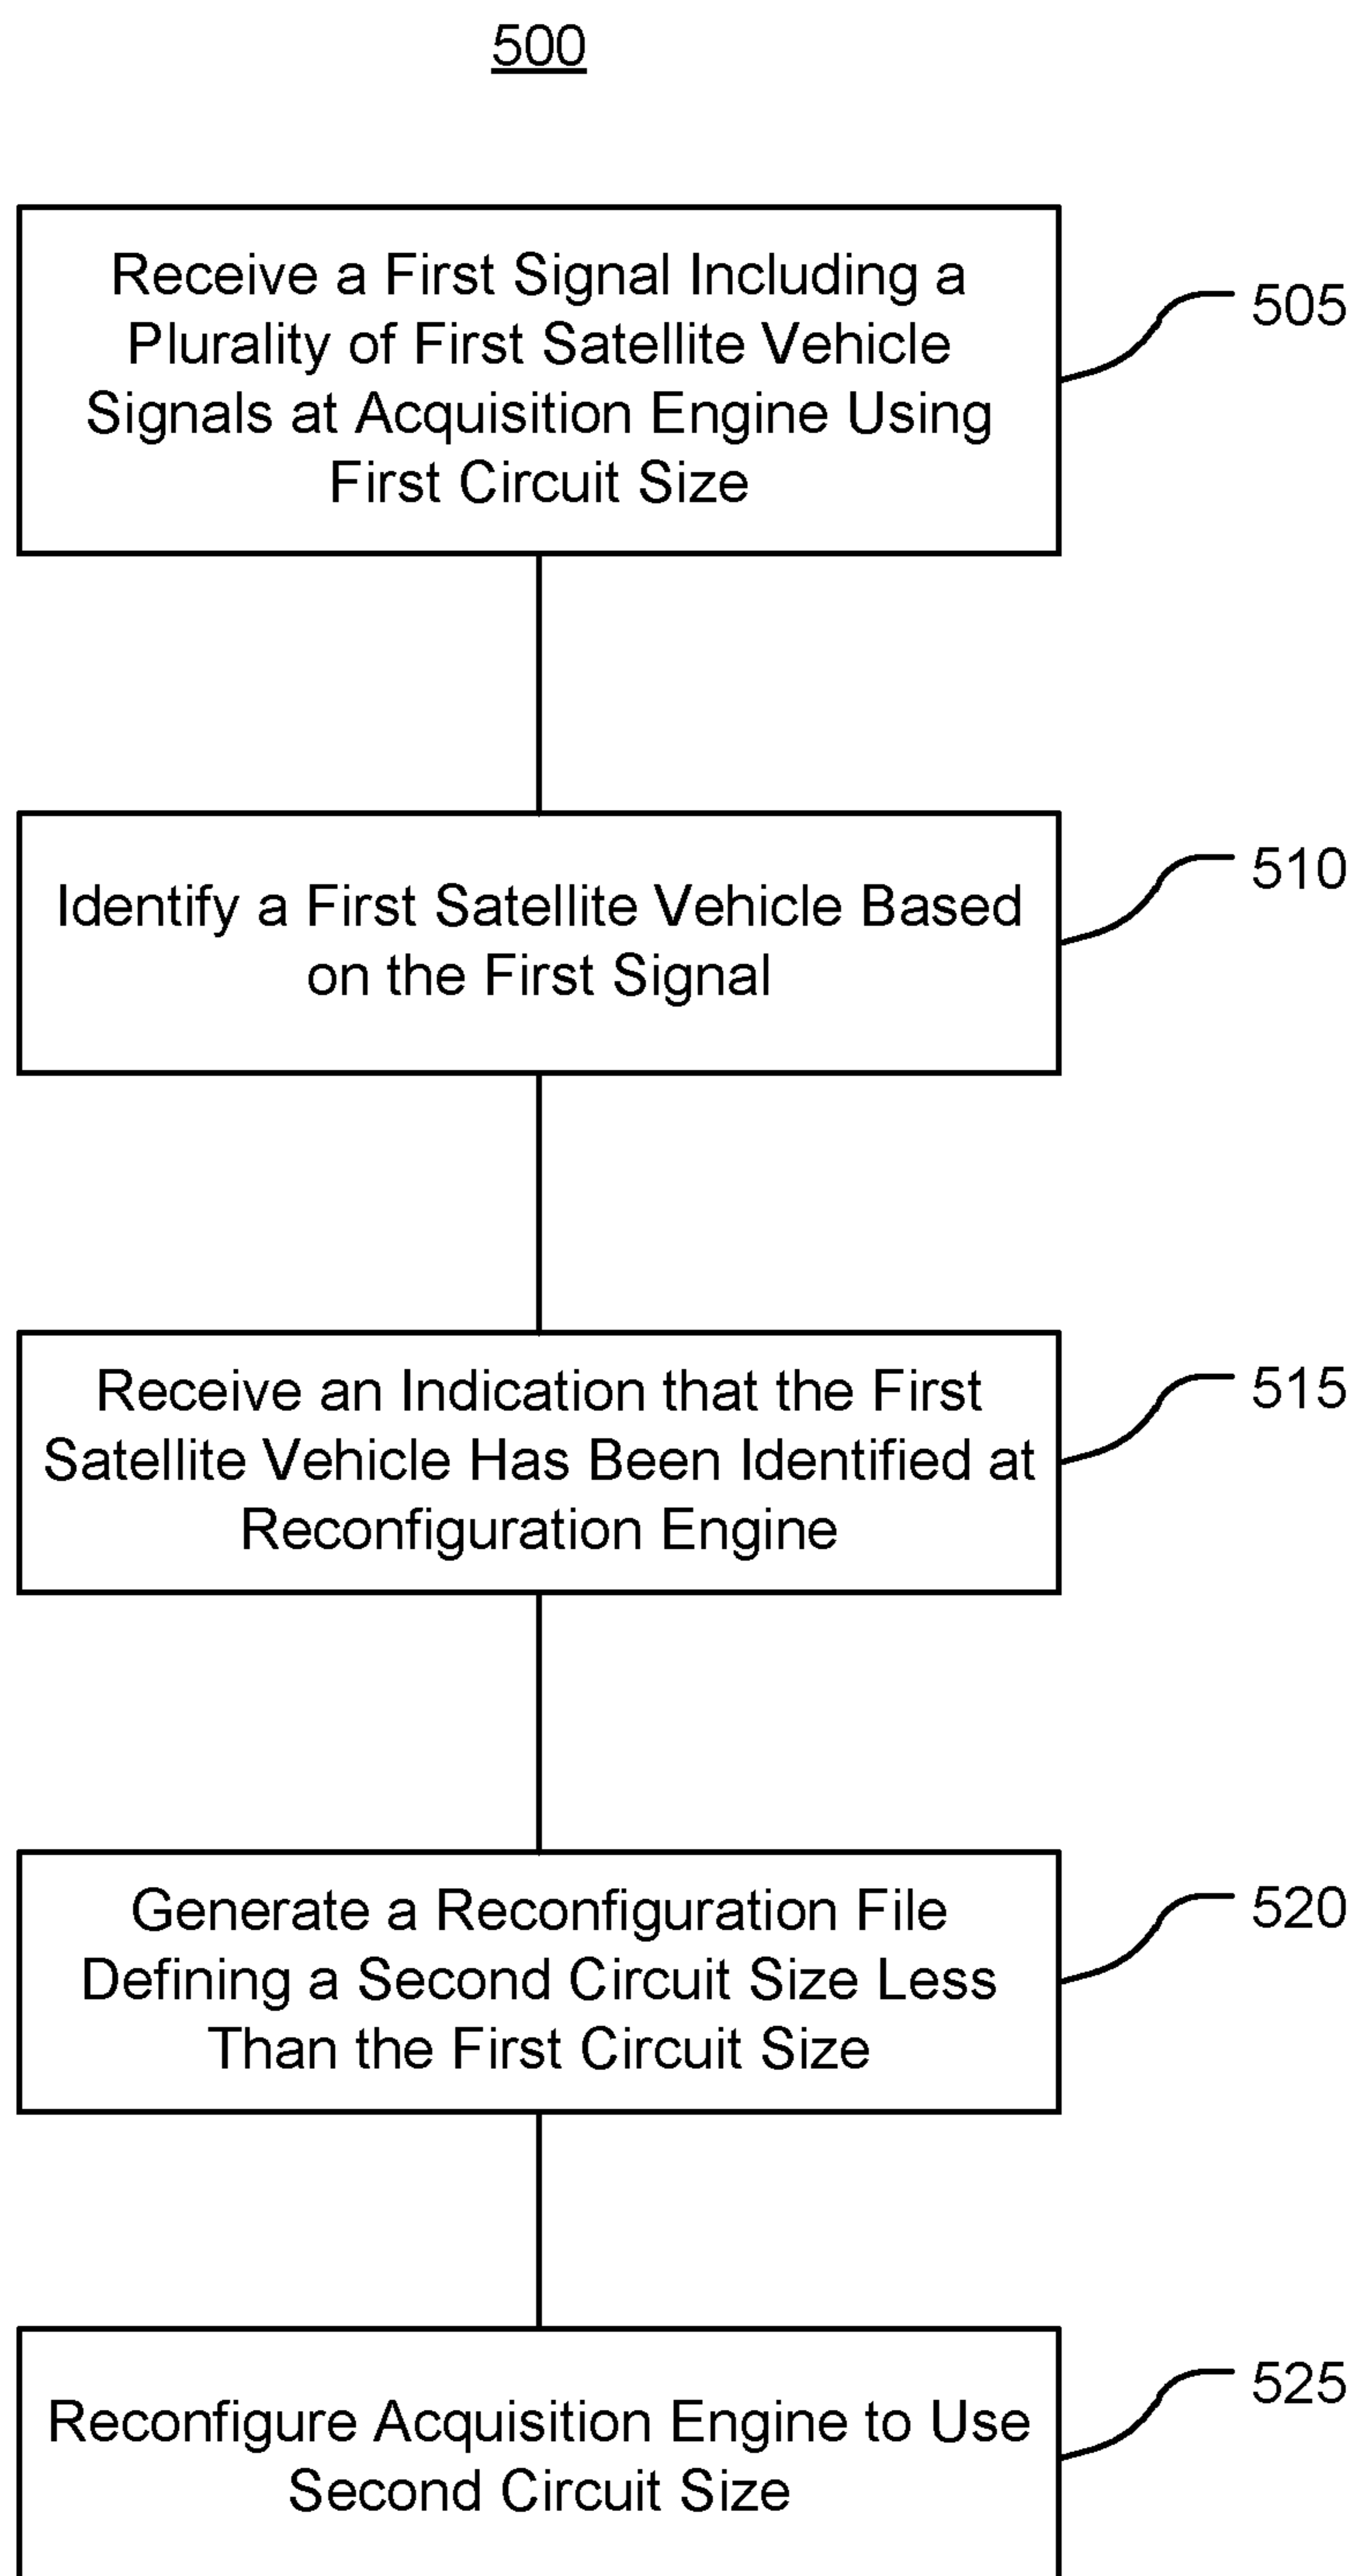 500
Receive a First Signal Including a
Plurality of First Satellite Vehicle
Signals at Acquisition Engine Using
First Circuit Size
505
Identify a First Satellite Vehicle Based
on the First Signal
510
Receive an Indication that the First
Satellite Vehicle Has Been Identified at
Reconfiguration Engine
515
Generate a Reconfiguration File
Defining a Second Circuit Size Less
Than the First Circuit Size
520
Reconfigure Acquisition Engine to Use
Second Circuit Size
525